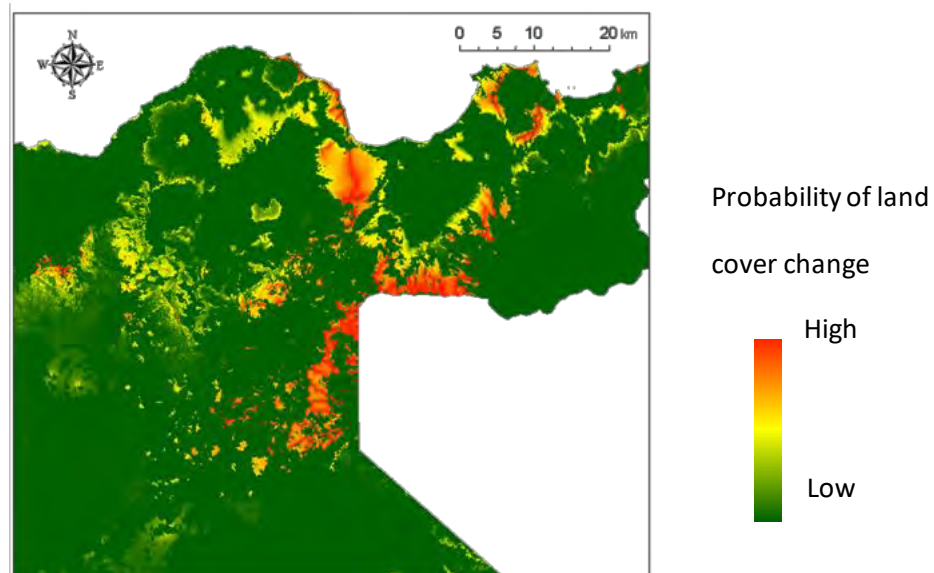 N
W E
S
0 5 10 20 km
Probability of land
cover change
High
Low